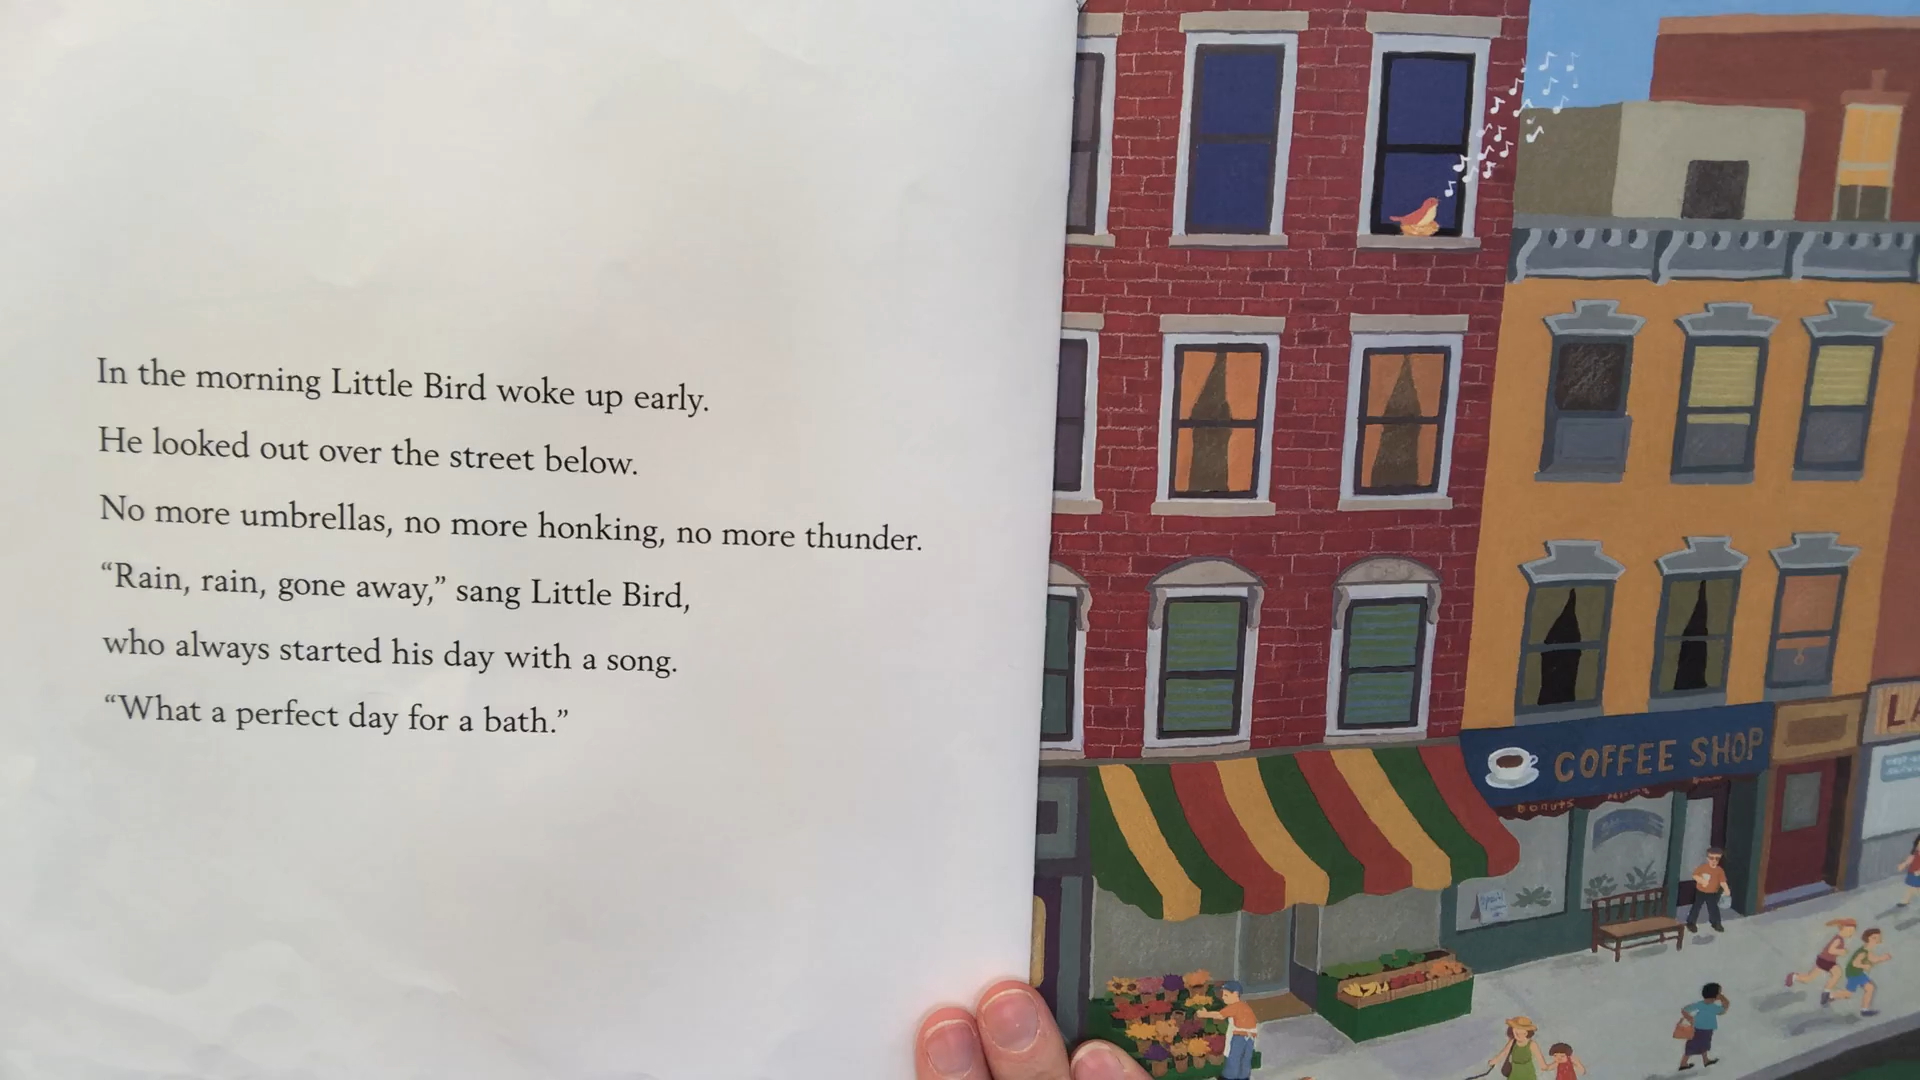 In the morning Little Bird woke up early.
He looked out over the street below.
No more umbrellas, no more honking, no more thunder.
“Rain, rain, gone away,” sang Little Bird,
who always started his day with a song.
“What a perfect day for a bath.”
COFFEE SHOP
DONUTS
LA